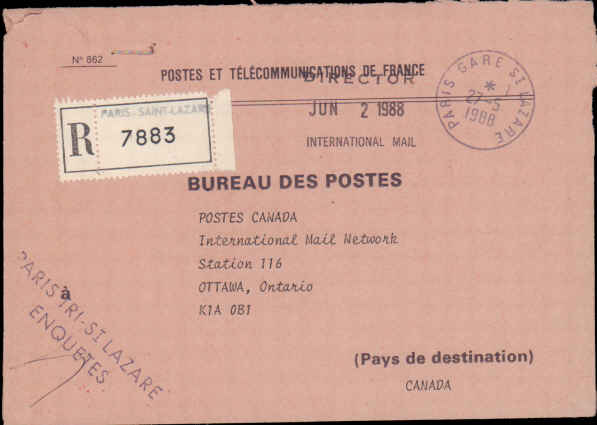 N° 862
POSTES ET TÉLÉCOMMUNICATIONS DE FRANCE
DIRECTOR
JUN 2 1988
INTERNATIONAL MAIL
PARIS GARE ST LAZARE
*
27-5
1988
PARIS-SAINT-LAZARE
R 7883
BUREAU DES POSTES
POSTES CANADA
International Mail Network
Station 116
OTTAWA, Ontario
K1A 0B1
à
PARIS TRI-ST LAZARE
ENQUETES
(Pays de destination)
CANADA